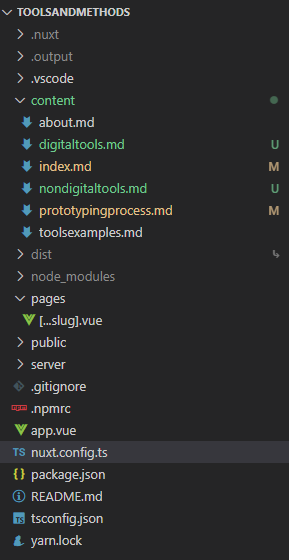 TOOLSANDMETHODS
.nuxt
.output
.vscode
content
about.md
digitaltools.md U
index.md M
nondigitaltools.md U
prototypingprocess.md M
toolsexamples.md
dist
node_modules
pages
[...slug].vue
public
server
.gitignore
npm .npmrc
app.vue
TS nuxt.config.ts
{} package.json
README.md
TS tsconfig.json
yarn.lock